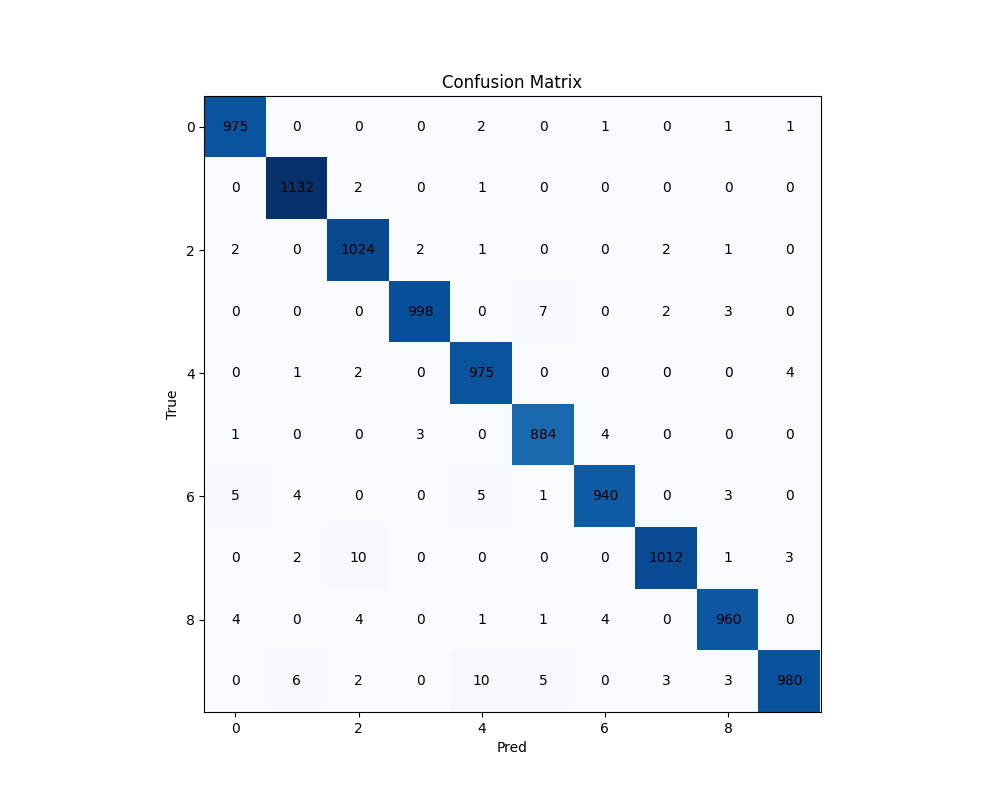 Confusion Matrix
0 975 0 0 0 2 0 1 0 1 1
0 1132 2 0 1 0 0 0 0 0
2 2 0 1024 2 1 0 0 2 1 0
0 0 0 998 0 7 0 2 3 0
4 0 1 2 0 975 0 0 0 0 4
True
1 0 0 3 0 884 4 0 0 0
6 5 4 0 0 5 1 940 0 3 0
0 2 10 0 0 0 0 1012 1 3
8 4 0 4 0 1 1 4 0 960 0
0 6 2 0 10 5 0 3 3 980
0 2 4 6 8
Pred